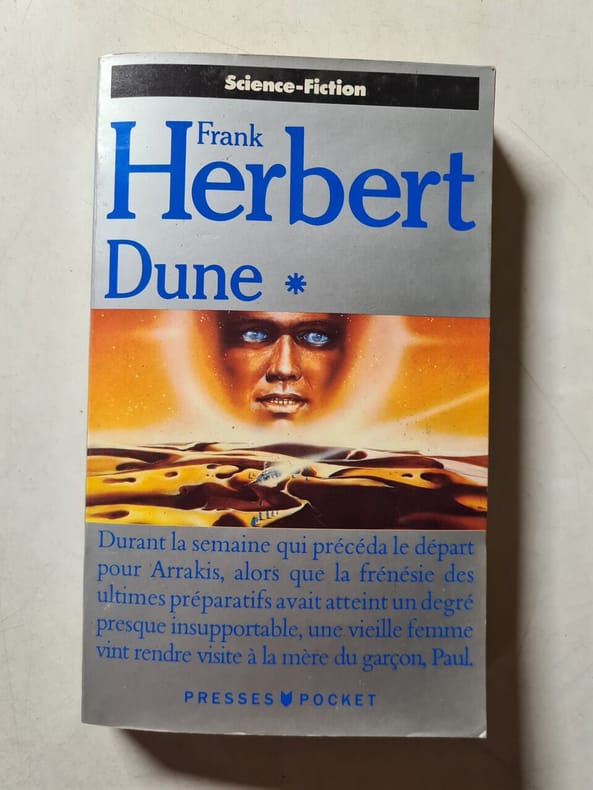 Science-Fiction
Frank
Herbert
Dune *
Durant la semaine qui précéda le départ
pour Arrakis, alors que la frénésie des
ultimes préparatifs avait atteint un degré
presque insupportable, une vieille femme
vint rendre visite à la mère du garçon, Paul.
PRESSES POCKET